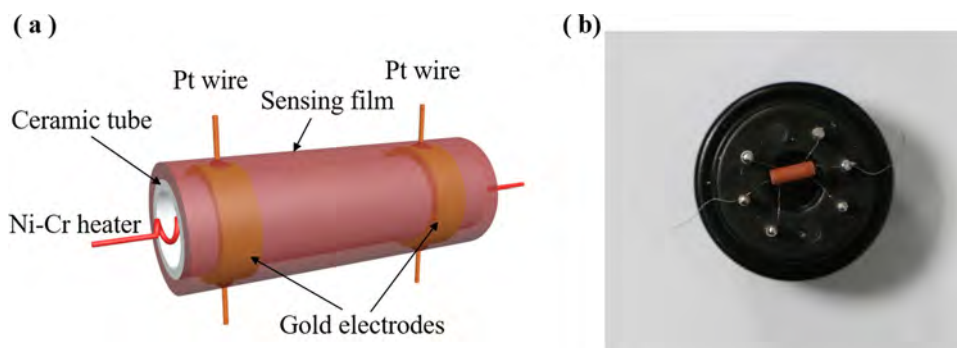 ( a )
( b )
Pt wire
Pt wire
Sensing film
Ceramic tube
Ni-Cr heater
Gold electrodes